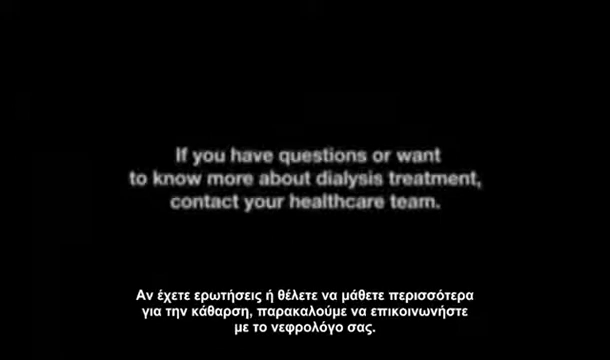 If you have questions or want
to know more about dialysis treatment,
contact your healthcare team.
Αν έχετε ερωτήσεις ή θέλετε να μάθετε περισσότερα
για την κάθαρση, παρακαλούμε να επικοινωνήστε
με το νεφρολόγο σας.